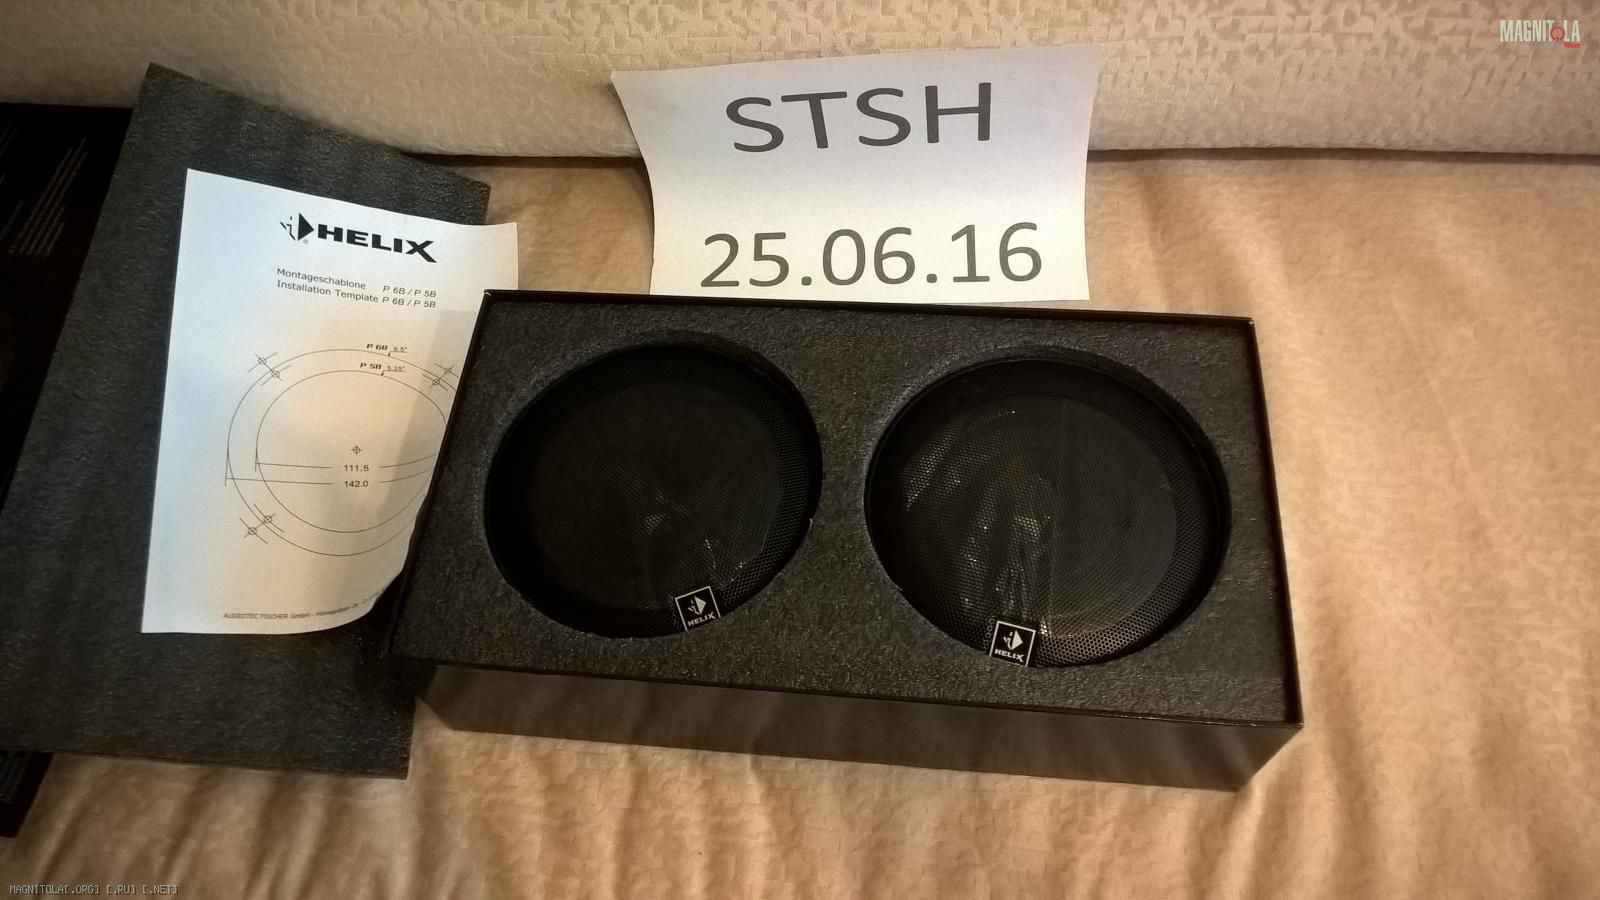 MAGNITOLA
Team
STSH
25.06.16
HELIX
Montageschablone P 6B / P 5B
Installation Template P 6B / P 5B
P 6B 6.5"
P 5B 5.25"
111.5
142.0
AUDIOTEC FISCHER GmbH
HELIX
HELIX
MAGNITOLA[.ORG] [.RU] [.NET]